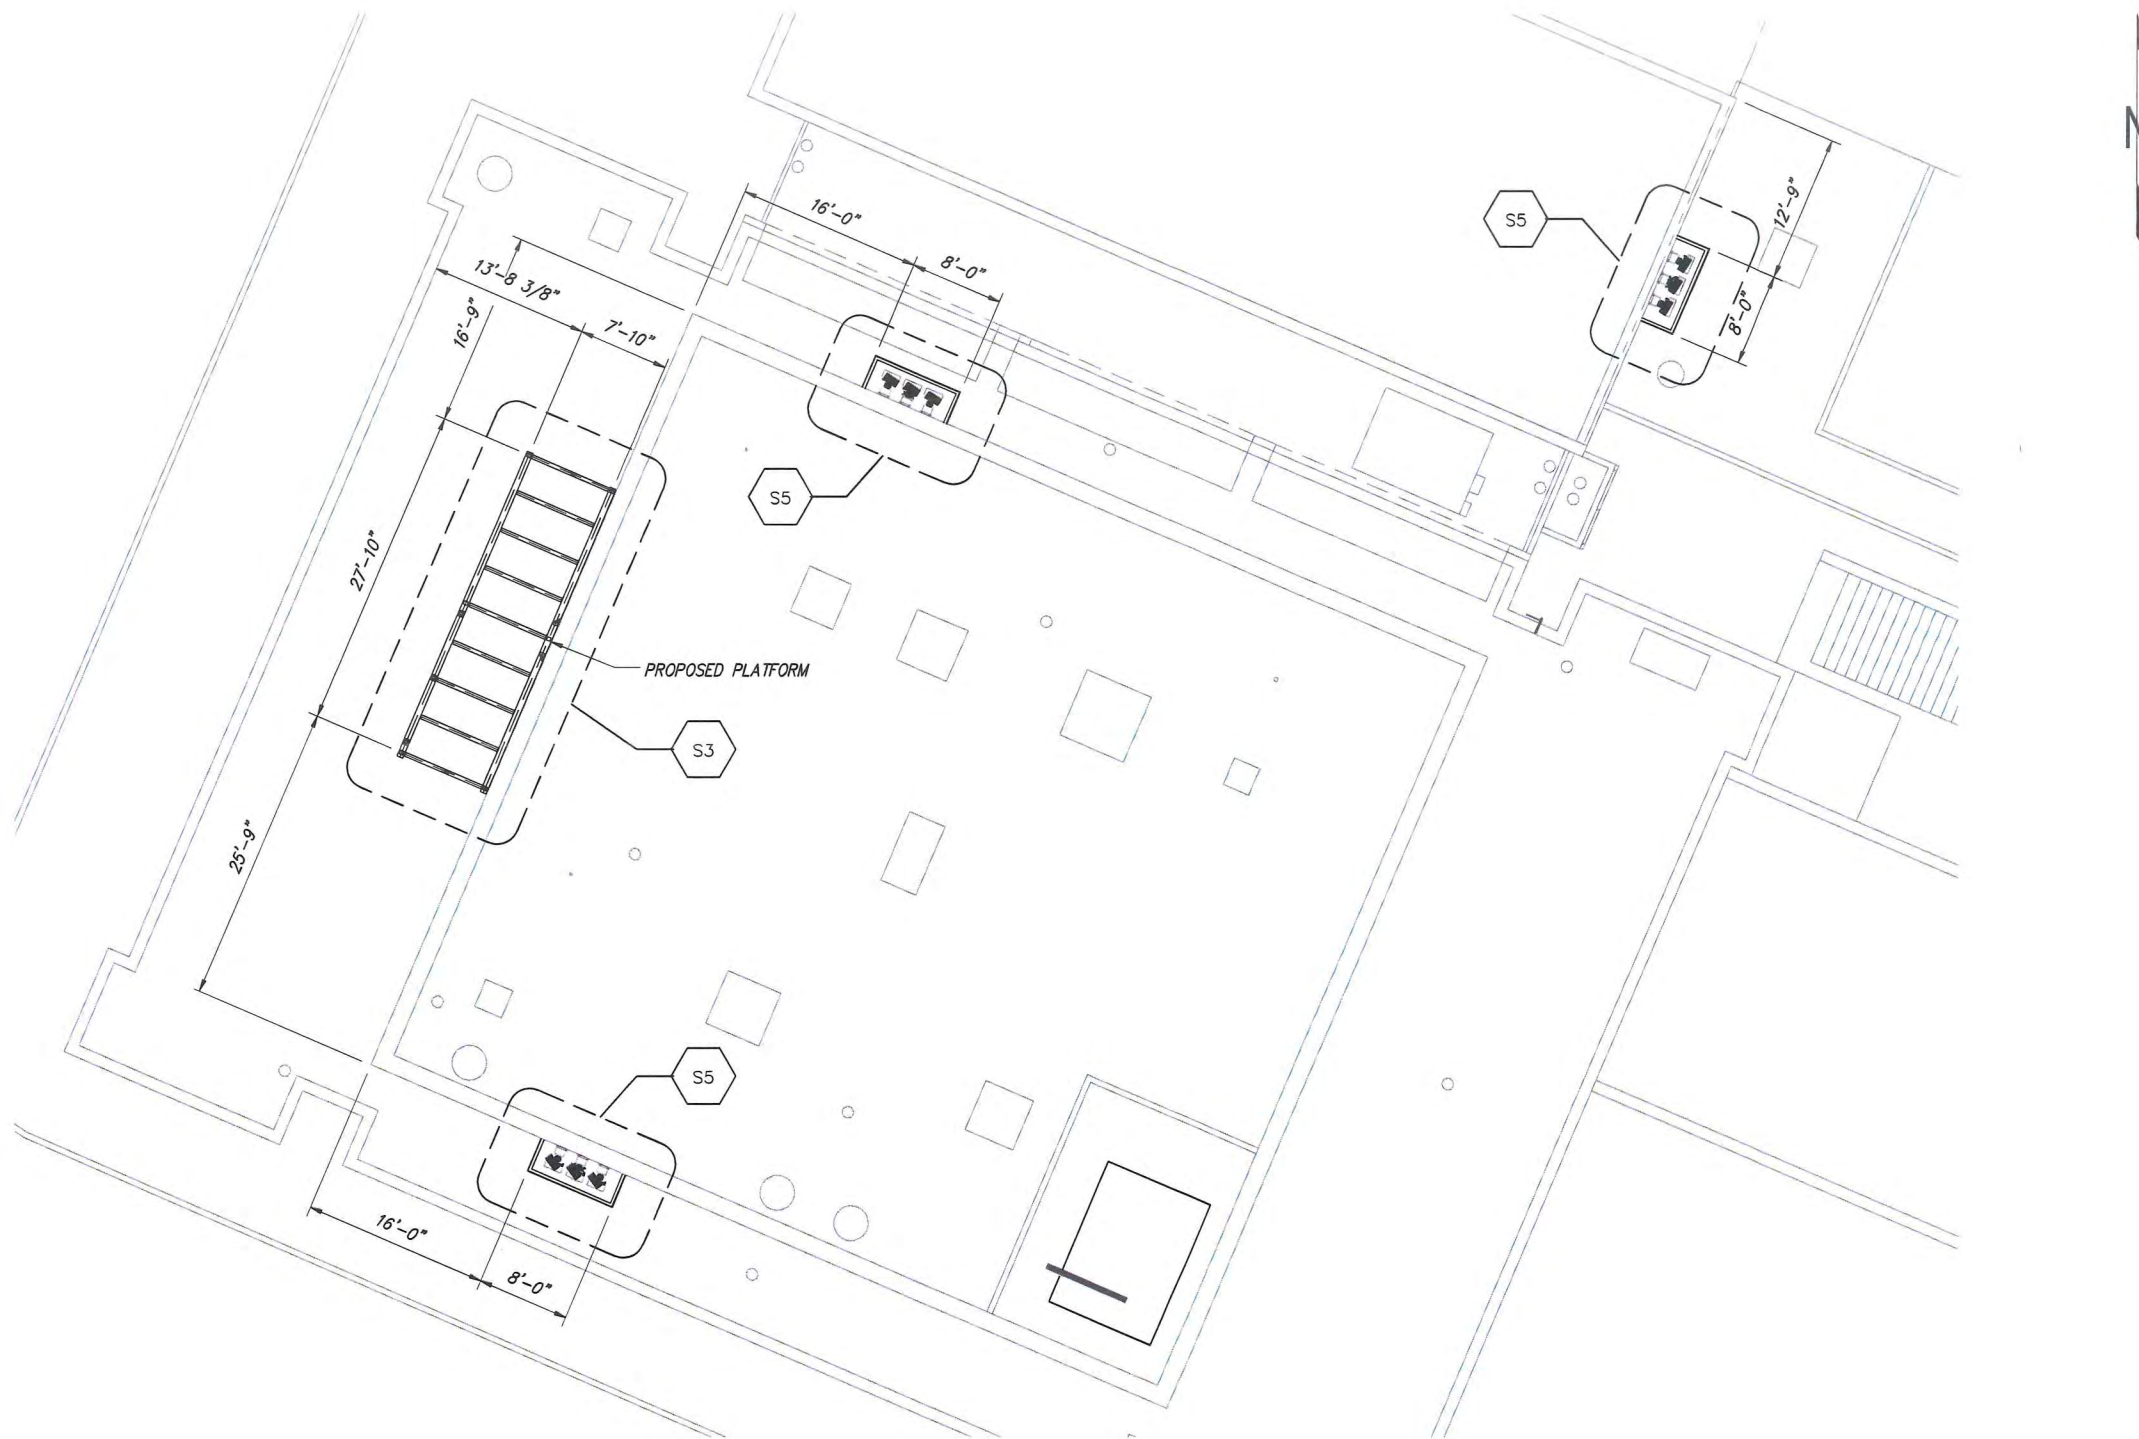 N
16'-0"
8'-0"
S5
12'-9"
8'-0"
13'-8 3/8"
7'-10"
16'-9"
S5
27'-10"
PROPOSED PLATFORM
S3
25'-9"
S5
16'-0"
8'-0"